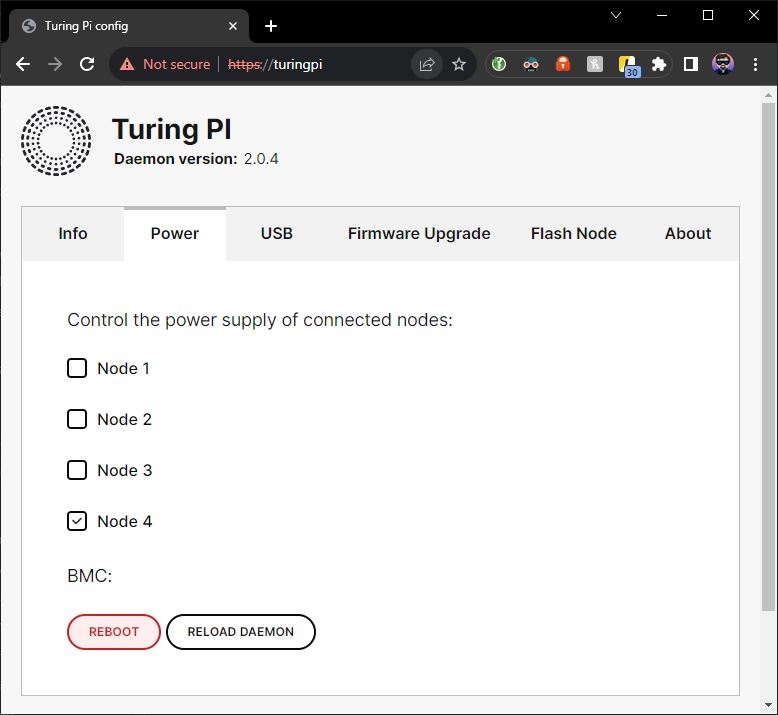 Turing Pi config
Not secure | https://turingpi
30
Turing PI
Daemon version: 2.0.4
Info Power USB Firmware Upgrade Flash Node About
Control the power supply of connected nodes:
Node 1
Node 2
Node 3
Node 4
BMC:
REBOOT RELOAD DAEMON